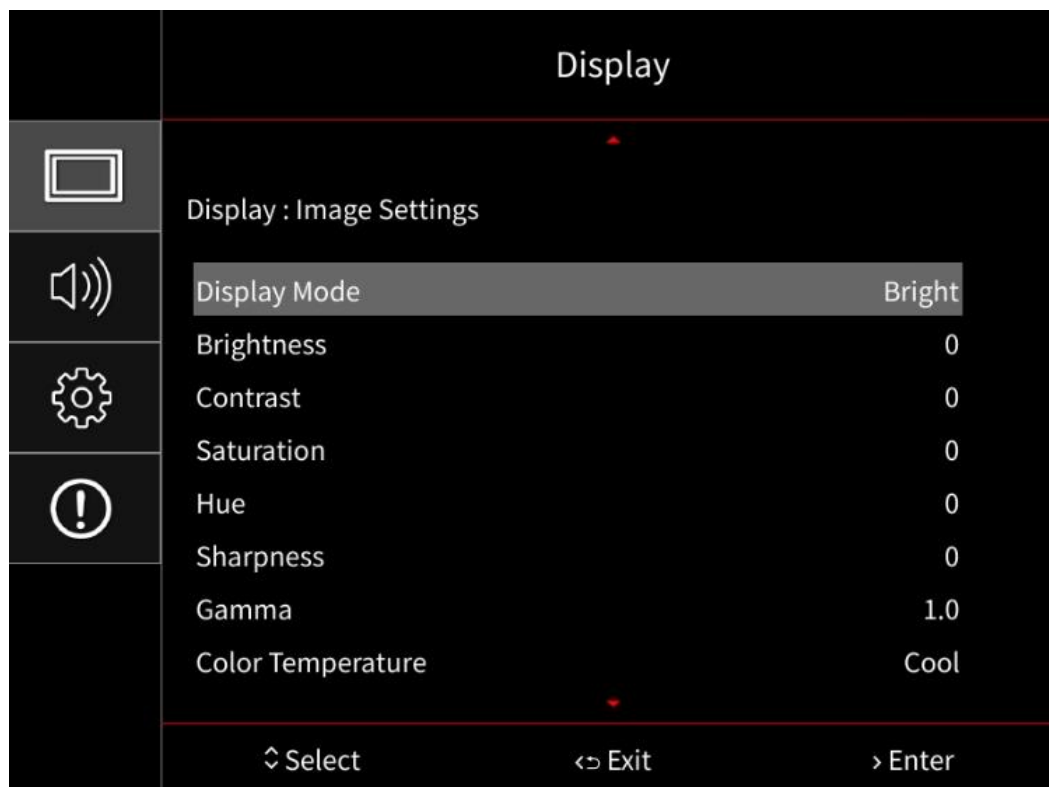 Display
Display : Image Settings
Display Mode Bright
Brightness 0
Contrast 0
Saturation 0
Hue 0
Sharpness 0
Gamma 1.0
Color Temperature Cool
Select Exit Enter